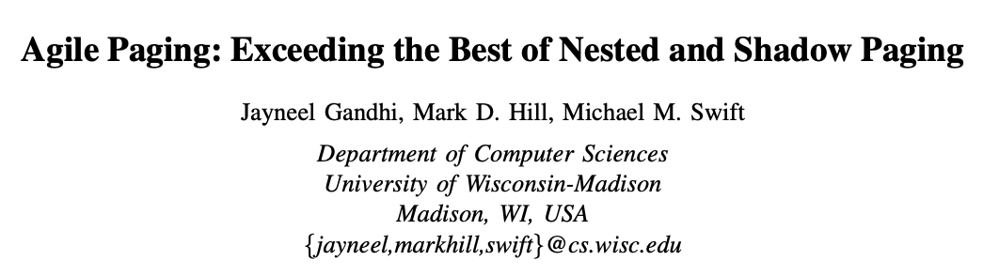 Agile Paging: Exceeding the Best of Nested and Shadow Paging
Jayneel Gandhi, Mark D. Hill, Michael M. Swift
Department of Computer Sciences
University of Wisconsin-Madison
Madison, WI, USA
{jayneel,markhill,swift}@cs.wisc.edu